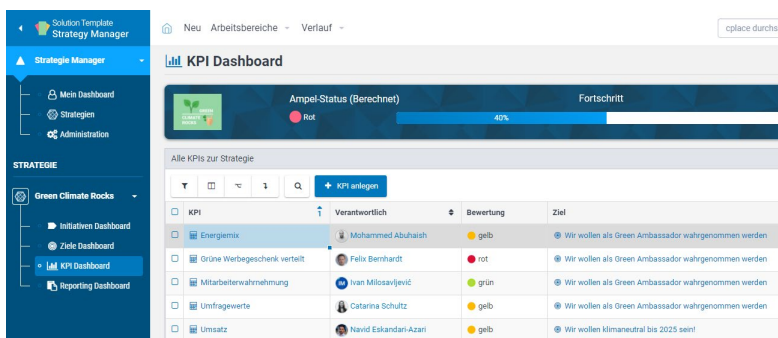 Solution Template
Strategy Manager
Neu Arbeitsbereiche Verlauf
cplace durchs
Strategie Manager
KPI Dashboard
Mein Dashboard
Strategien
Administration
GREEN
CLIMATE
ROCKS
Ampel-Status (Berechnet)
Fortschritt
Rot
40%
STRATEGIE
Alle KPIs zur Strategie
KPI anlegen
Green Climate Rocks
Initiativen Dashboard
Ziele Dashboard
KPI Dashboard
Reporting Dashboard
KPI 1 Verantwortlich Bewertung Ziel
Energiemix Mohammed Abuhaish gelb Wir wollen als Green Ambassador wahrgenommen werden
Grüne Werbegeschenk verteilt Felix Bernhardt rot Wir wollen als Green Ambassador wahrgenommen werden
Mitarbeiterwahrnehmung IM Ivan Milosavljević grün Wir wollen als Green Ambassador wahrgenommen werden
Umfragewerte Catarina Schultz gelb Wir wollen als Green Ambassador wahrgenommen werden
Umsatz Navid Eskandari-Azari gelb Wir wollen klimaneutral bis 2025 sein!